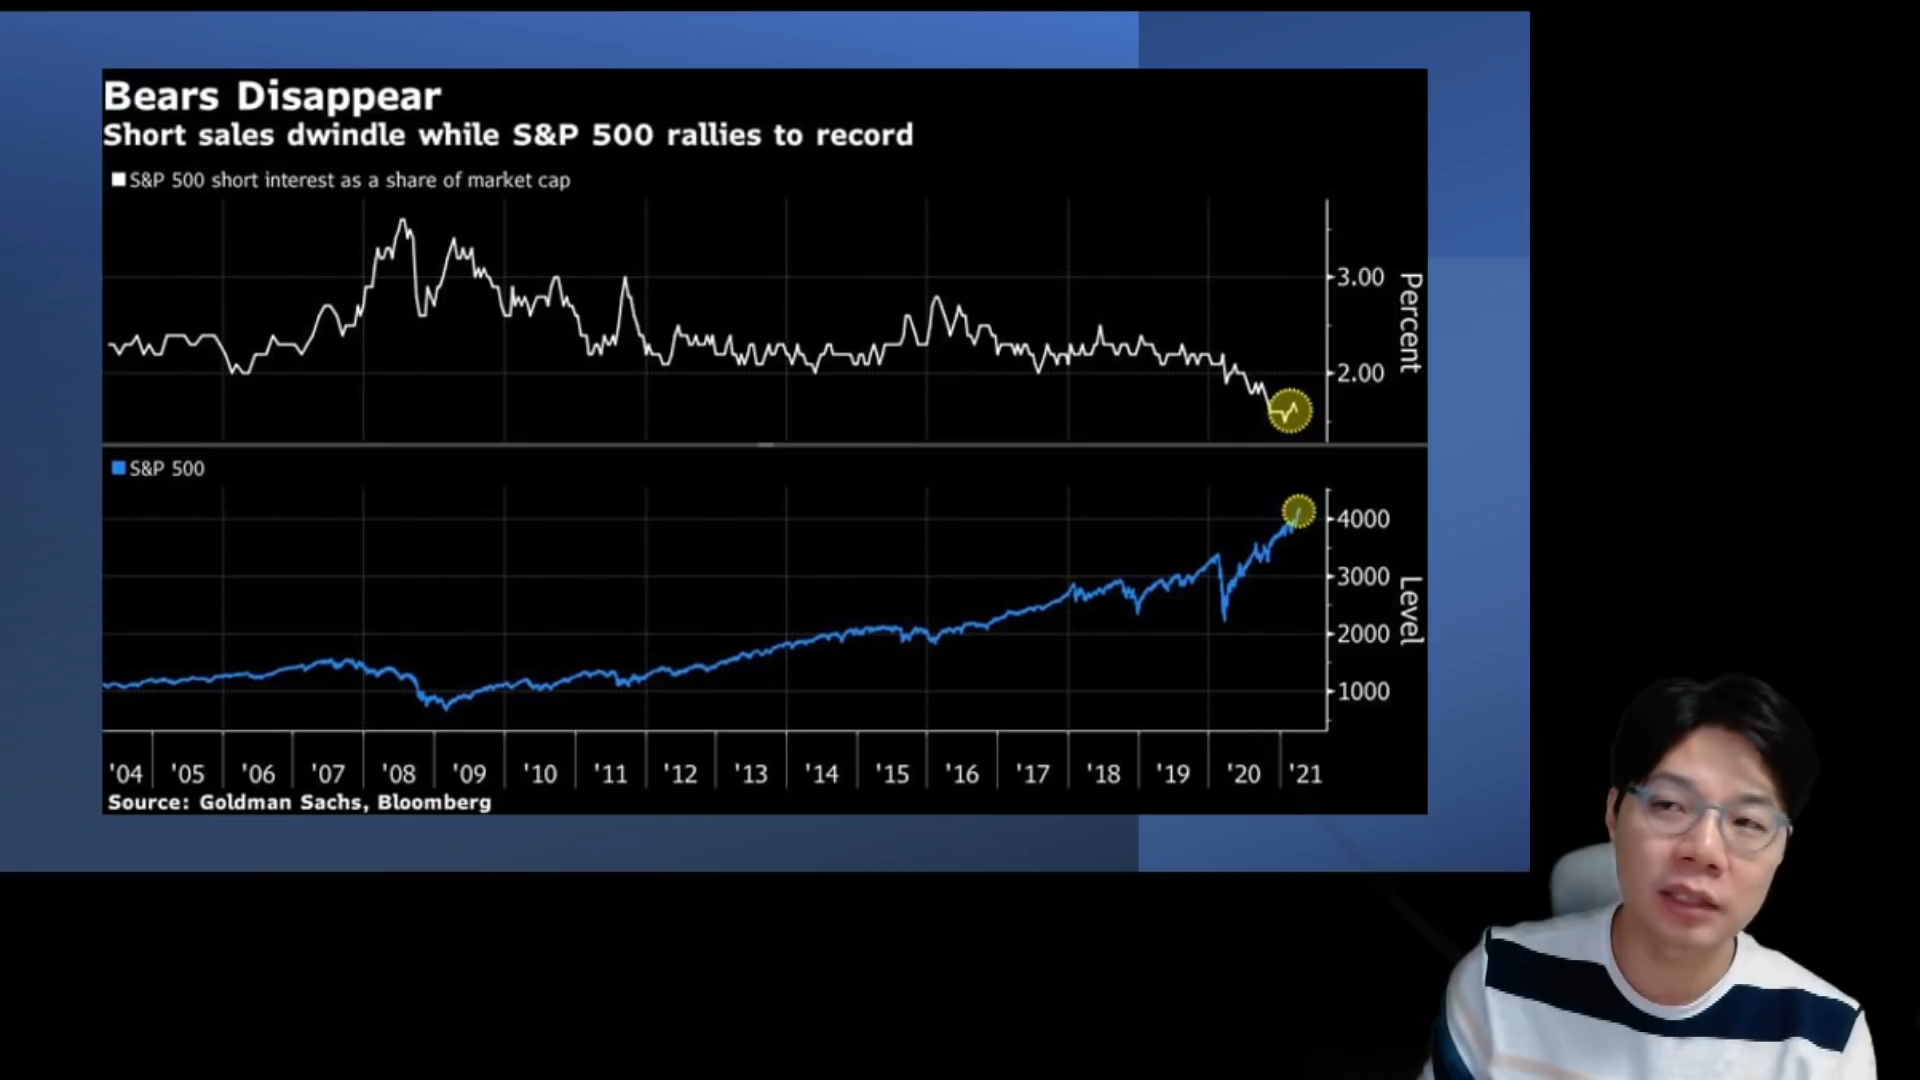 Bears Disappear
Short sales dwindle while S&P 500 rallies to record
S&P 500 short interest as a share of market cap
3.00
2.00
Percent
S&P 500
4000
3000
2000
1000
Level
'04 '05 '06 '07 '08 '09 '10 '11 '12 '13 '14 '15 '16 '17 '18 '19 '20 '21
Source: Goldman Sachs, Bloomberg